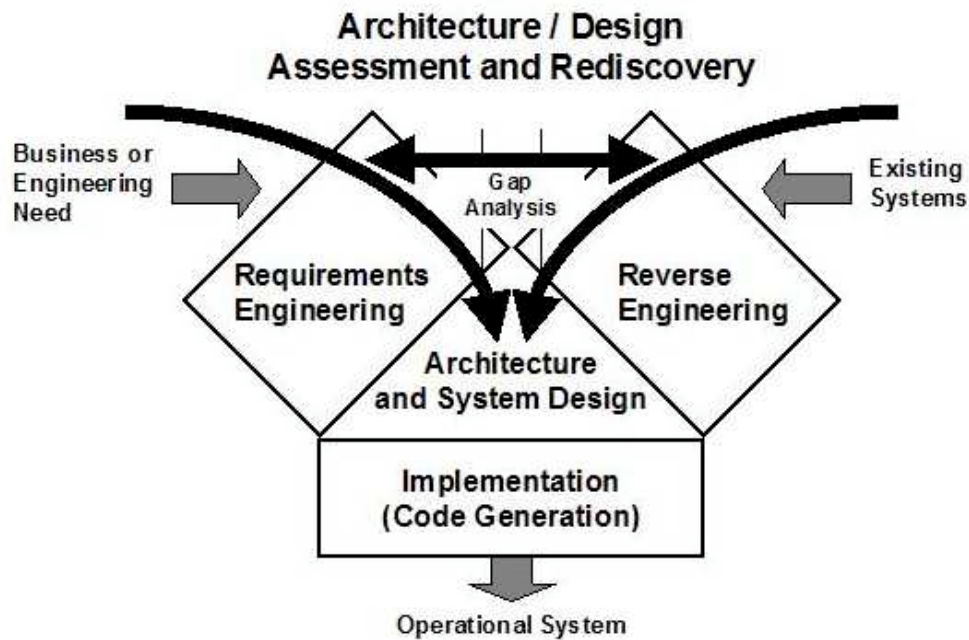 Architecture / Design
Assessment and Rediscovery
Business or
Engineering
Need
Gap
Analysis
Existing
Systems
Requirements
Engineering
Reverse
Engineering
Architecture
and System Design
Implementation
(Code Generation)
Operational System